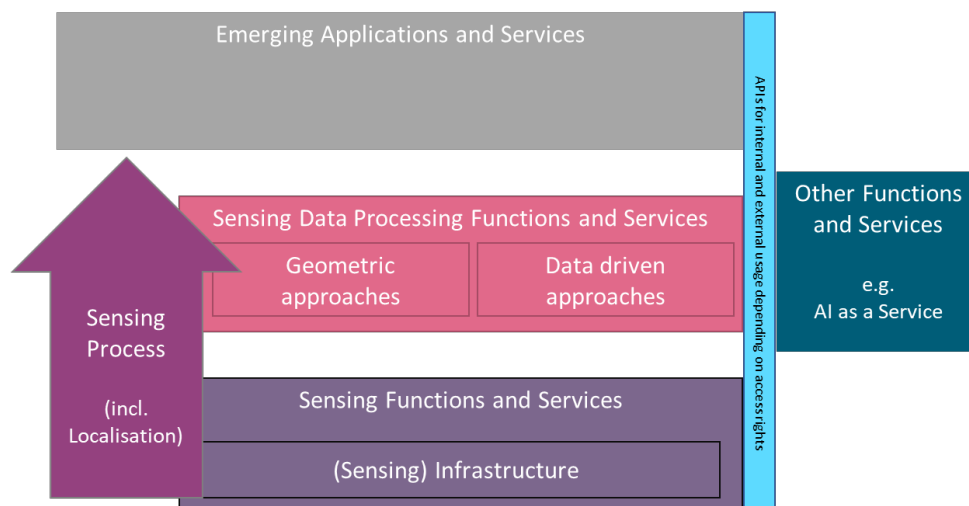 Emerging Applications and Services
Sensing Data Processing Functions and Services
Geometric
approaches
Data driven
approaches
Sensing
Process
(incl.
Localisation)
Sensing Functions and Services
(Sensing) Infrastructure
APIs for internal and external usage depending on access rights
Other Functions
and Services
e.g.
AI as a Service